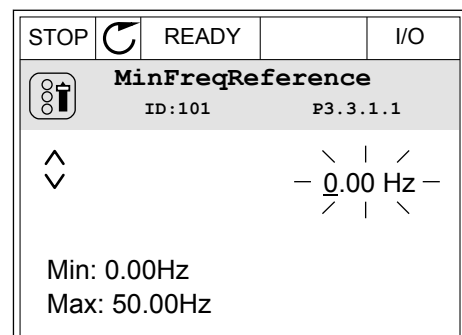 STOP READY I/O
MinFreqReference
ID:101 P3.3.1.1
0.00 Hz
Min: 0.00Hz
Max: 50.00Hz